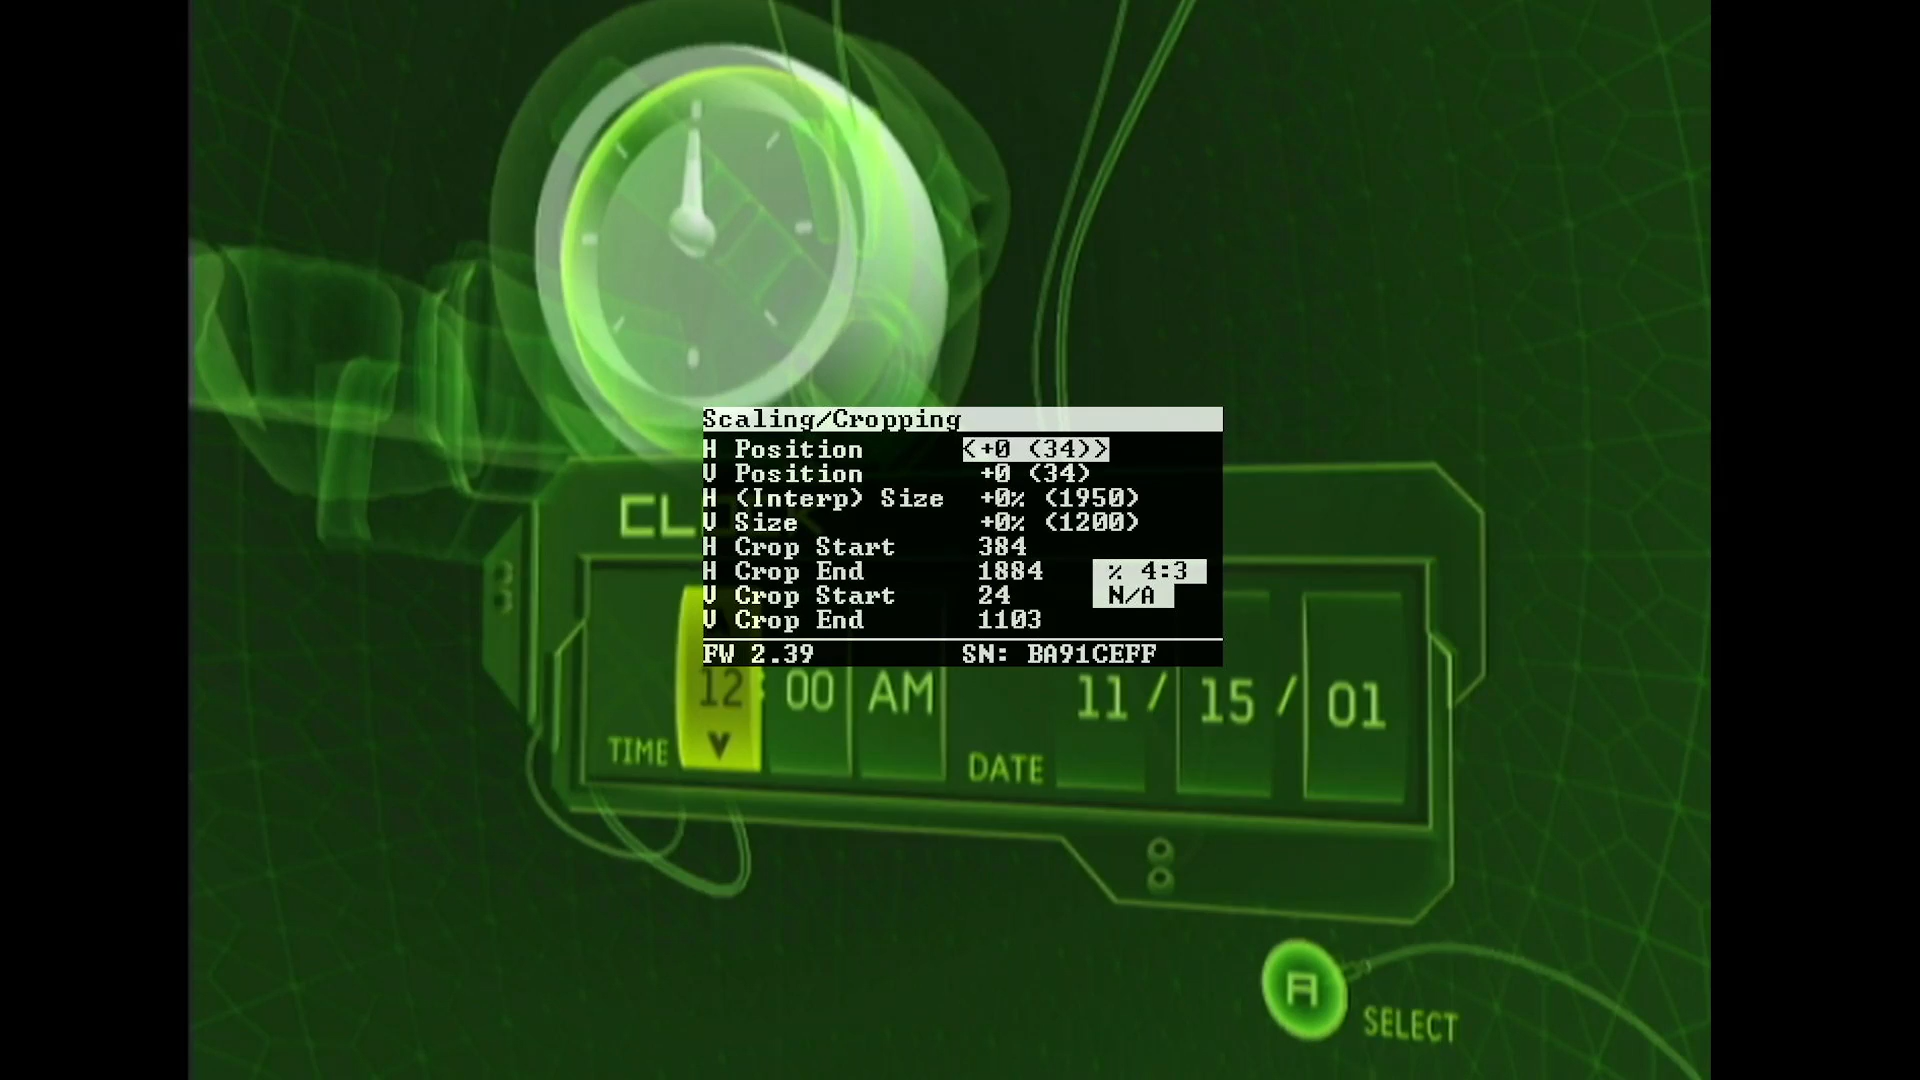 Scaling/Cropping
H Position <+0 (34)>
V Position +0 (34)
H (Interp) Size +0% (1950)
V Size +0% (1200)
H Crop Start 384
H Crop End 1884 % 4:3
V Crop Start 24 N/A
V Crop End 1103
FW 2.39 SN: BA91CEFF
TIME 12 : 00 AM DATE 11 / 15 / 01
A SELECT